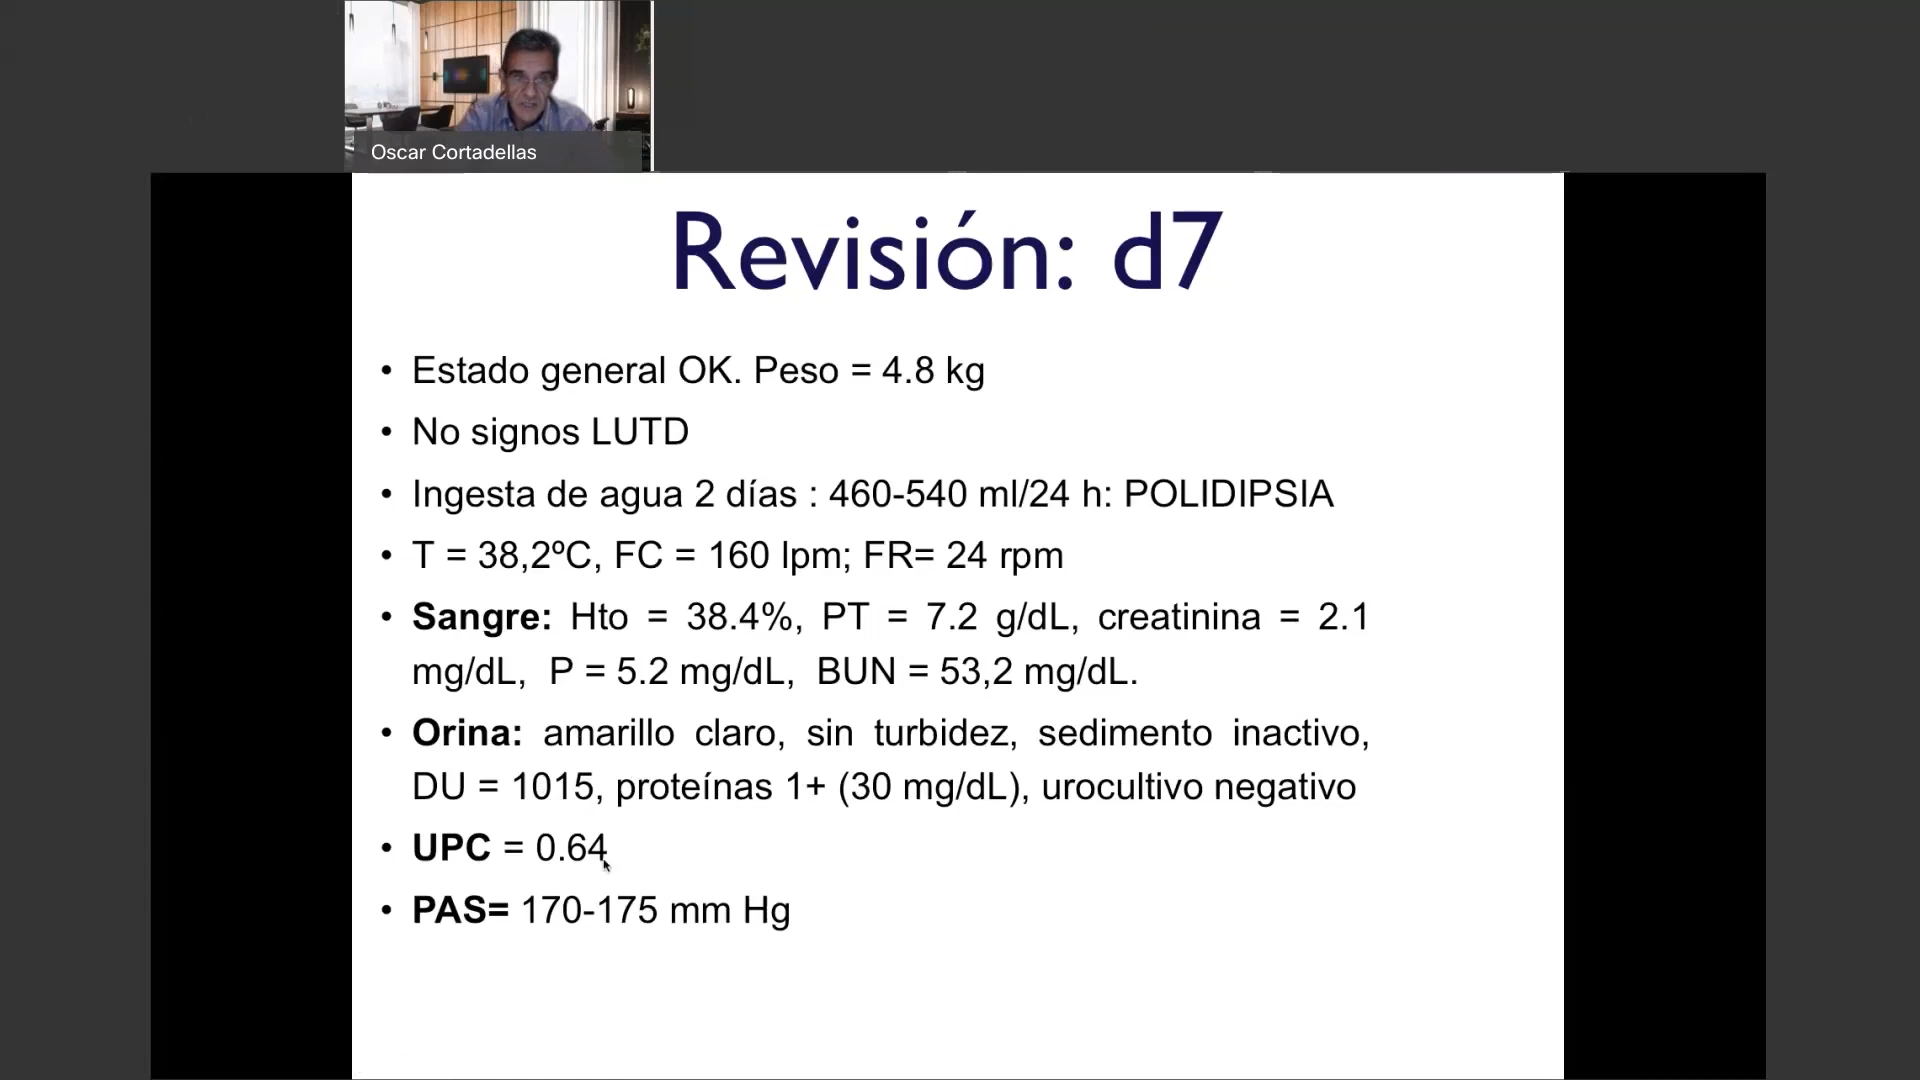 Oscar Cortadellas
Revisión: d7
• Estado general OK. Peso = 4.8 kg
• No signos LUTD
• Ingesta de agua 2 días : 460-540 ml/24 h: POLIDIPSIA
• T = 38,2ºC, FC = 160 lpm; FR= 24 rpm
• Sangre: Hto = 38.4%, PT = 7.2 g/dL, creatinina = 2.1
mg/dL, P = 5.2 mg/dL, BUN = 53,2 mg/dL.
• Orina: amarillo claro, sin turbidez, sedimento inactivo,
DU = 1015, proteínas 1+ (30 mg/dL), urocultivo negativo
• UPC = 0.64
• PAS= 170-175 mm Hg